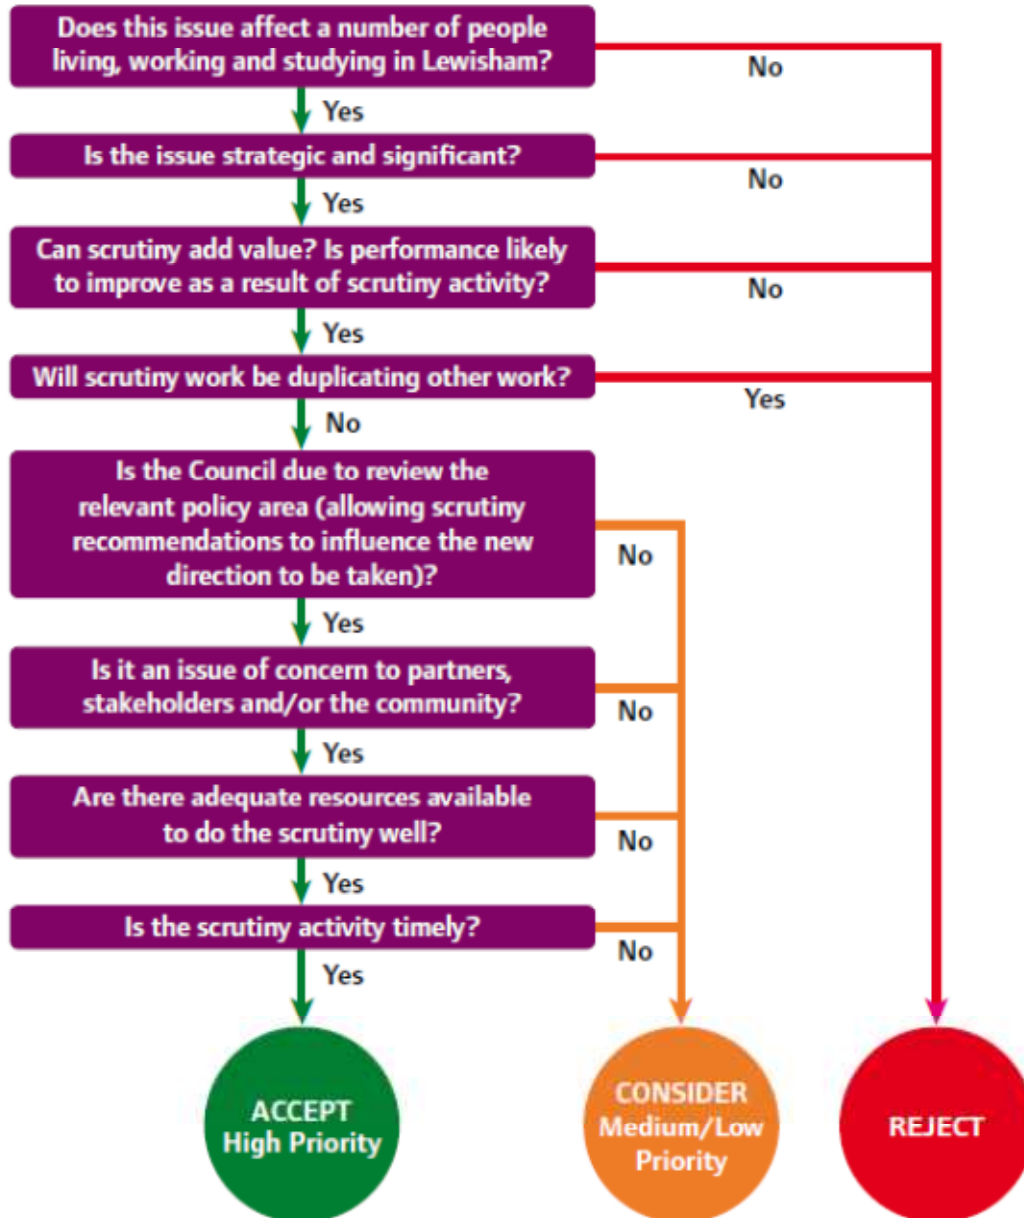 Does this issue affect a number of people
living, working and studying in Lewisham?
No
Yes
Is the issue strategic and significant?
No
Yes
Can scrutiny add value? Is performance likely
to improve as a result of scrutiny activity?
No
Yes
Will scrutiny work be duplicating other work?
Yes
No
Is the Council due to review the
relevant policy area (allowing scrutiny
recommendations to influence the new
direction to be taken)?
No
Yes
Is it an issue of concern to partners,
stakeholders and/or the community?
No
Yes
Are there adequate resources available
to do the scrutiny well?
No
Yes
Is the scrutiny activity timely?
No
Yes
ACCEPT
High Priority
CONSIDER
Medium/Low
Priority
REJECT